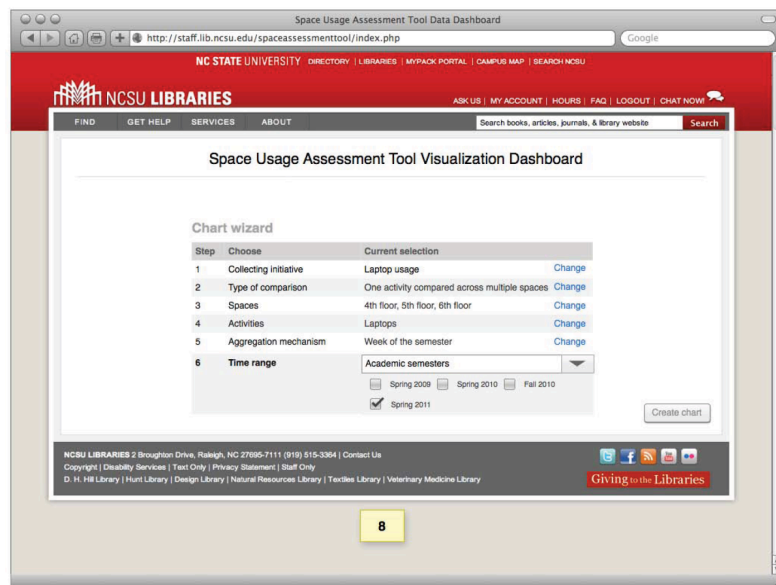 Space Usage Assessment Tool Data Dashboard
http://staff.lib.ncsu.edu/spaceassessmenttool/index.php
Google
NC STATE UNIVERSITY DIRECTORY | LIBRARIES | MYPACK PORTAL | CAMPUS MAP | SEARCH NCSU
NCSU LIBRARIES
ASK US | MY ACCOUNT | HOURS | FAQ | LOGOUT | CHAT NOW!
FIND GET HELP SERVICES ABOUT
Search books, articles, journals, & library website Search
Space Usage Assessment Tool Visualization Dashboard
Chart wizard
Step Choose Current selection
1 Collecting initiative Laptop usage Change
2 Type of comparison One activity compared across multiple spaces Change
3 Spaces 4th floor, 5th floor, 6th floor Change
4 Activities Laptops Change
5 Aggregation mechanism Week of the semester Change
6 Time range Academic semesters
Spring 2009 Spring 2010 Fall 2010
Spring 2011
Create chart
NCSU LIBRARIES 2 Broughton Drive, Raleigh, NC 27695-7111 (919) 515-3364 | Contact Us
Copyright | Disability Services | Text Only | Privacy Statement | Staff Only
D. H. Hill Library | Hunt Library | Design Library | Natural Resources Library | Textiles Library | Veterinary Medicine Library
Giving to the Libraries
8